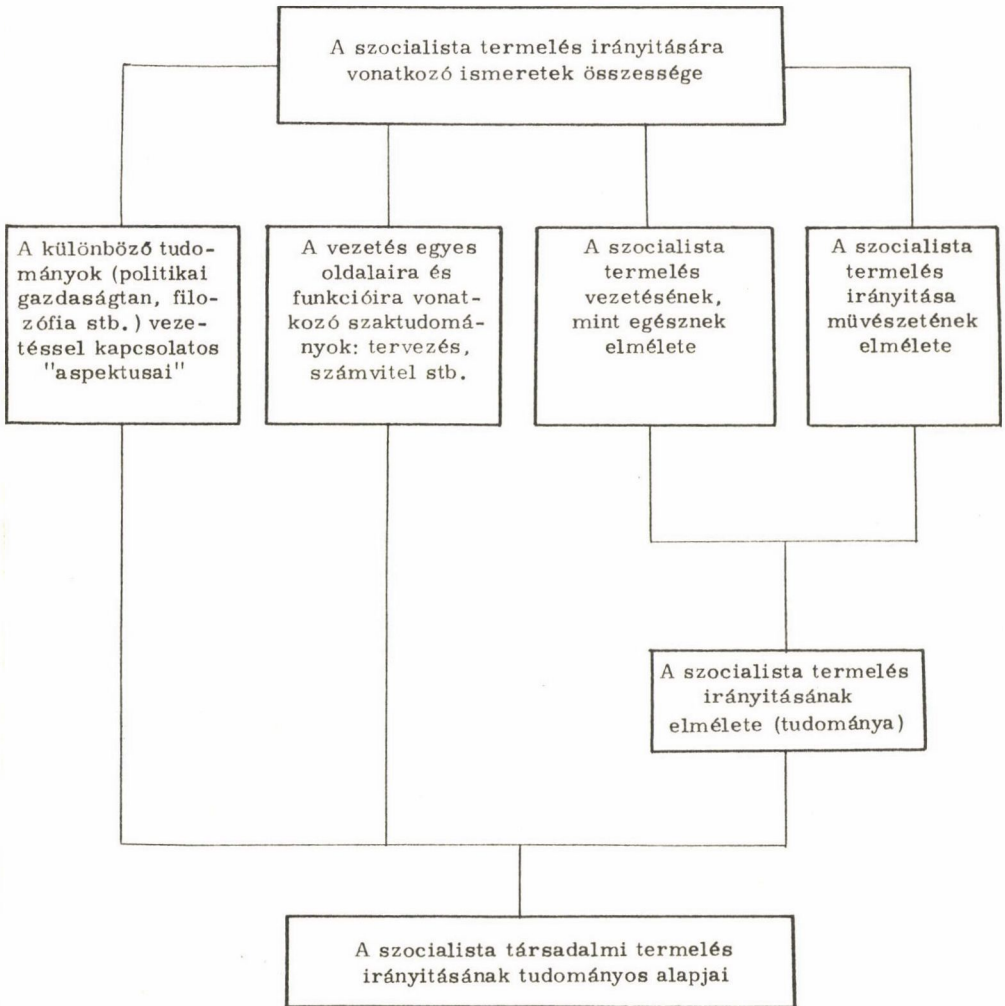 A szocialista termelés irányitására
vonatkozó ismeretek összessége
A különböző tudo-
mányok (politikai
gazdaságtan, filo-
zófia stb.) veze-
téssel kapcsolatos
"aspektusai"
A vezetés egyes
oldalaira és
funkcióira vonat-
kozó szaktudomá-
nyok: tervezés,
számvitel stb.
A szocialista
termelés
vezetésének,
mint egésznek
elmélete
A szocialista
termelés
irányitása
müvészetének
elmélete
A szocialista termelés
irányitásának
elmélete (tudománya)
A szocialista társadalmi termelés
irányitásának tudományos alapjai